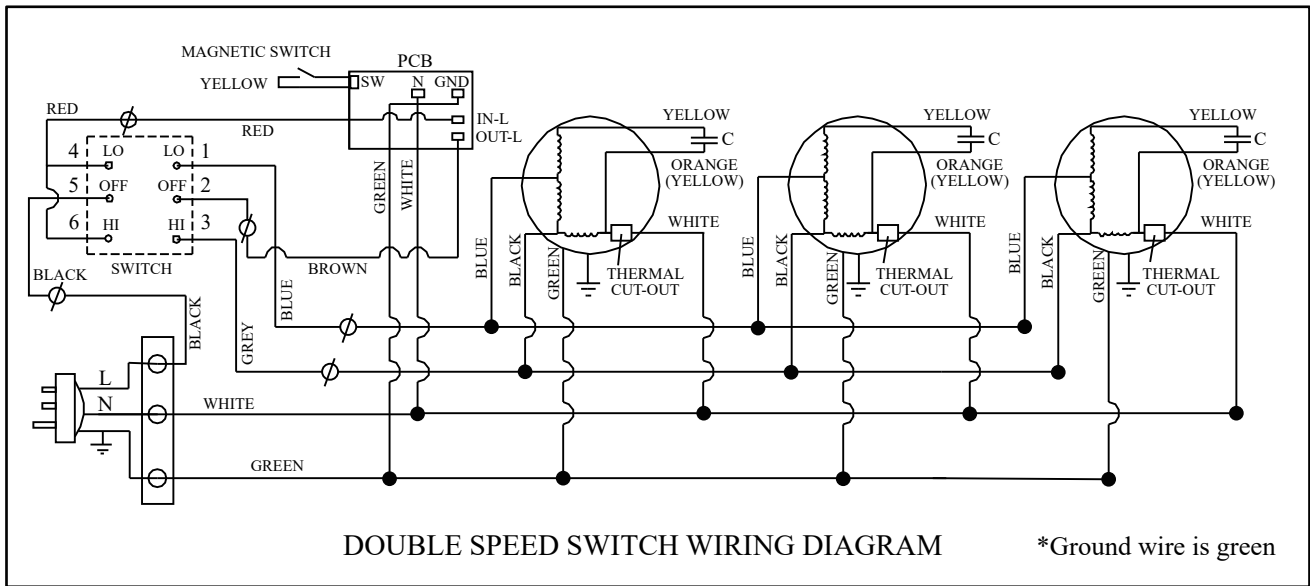 MAGNETIC SWITCH
PCB
YELLOW
SW N GND
RED
RED
IN-L
OUT-L
4 LO LO 1
5 OFF OFF 2
6 HI HI 3
SWITCH
BROWN
GREEN
WHITE
BLACK
BLACK
BLUE
GREY
L
N
WHITE
GREEN
YELLOW
C
ORANGE
(YELLOW)
WHITE
BLUE
BLACK
GREEN
THERMAL
CUT-OUT
YELLOW
C
ORANGE
(YELLOW)
WHITE
BLUE
BLACK
GREEN
THERMAL
CUT-OUT
YELLOW
C
ORANGE
(YELLOW)
WHITE
BLUE
BLACK
GREEN
THERMAL
CUT-OUT
DOUBLE SPEED SWITCH WIRING DIAGRAM
*Ground wire is green